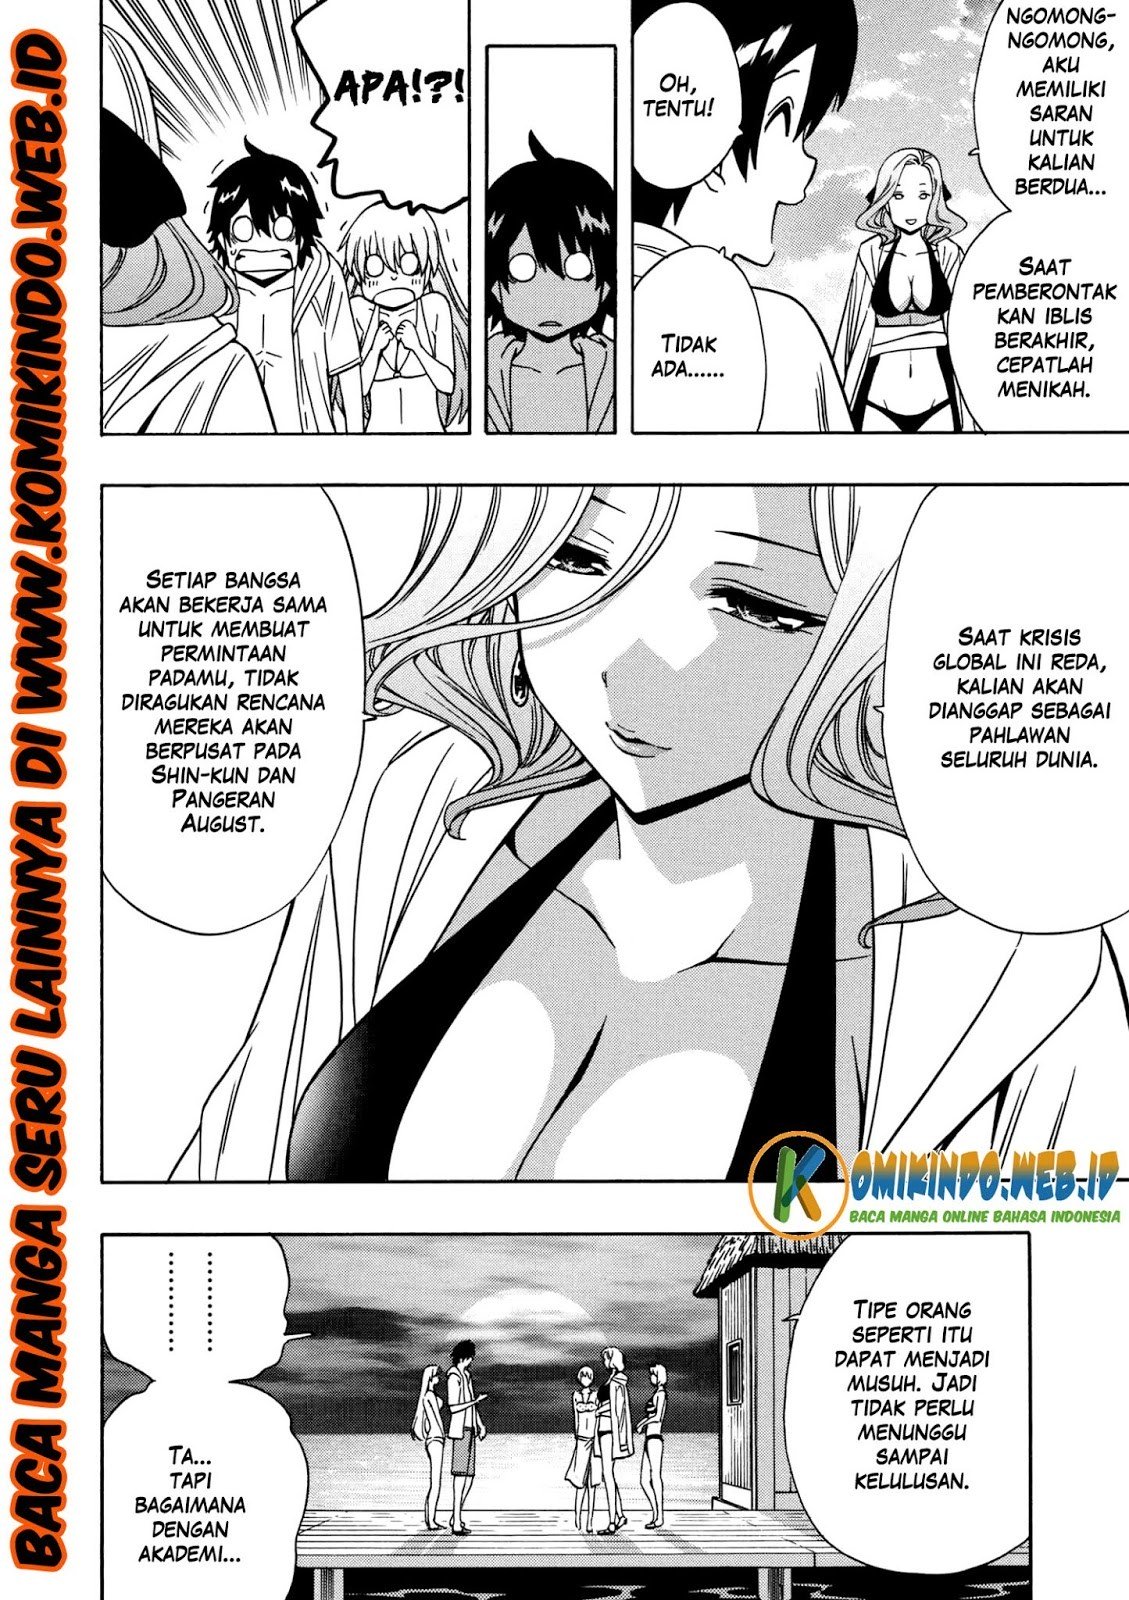 NGOMONG-
NGOMONG,
AKU
MEMILIKI
SARAN
UNTUK
KALIAN
BERDUA...
SAAT
PEMBERONTAK
KAN IBLIS
BERAKHIR,
CEPATLAH
MENIKAH.
OH,
TENTU!
TIDAK
ADA......
APA!?!
SAAT KRISIS
GLOBAL INI REDA,
KALIAN AKAN
DIANGGAP SEBAGAI
PAHLAWAN
SELURUH DUNIA.
SETIAP BANGSA
AKAN BEKERJA SAMA
UNTUK MEMBUAT
PERMINTAAN
PADAMU, TIDAK
DIRAGUKAN RENCANA
MEREKA AKAN
BERPUSAT PADA
SHIN-KUN DAN
PANGERAN
AUGUST.
KOMIKINDO.WEB.ID
BACA MANGA ONLINE BAHASA INDONESIA
TIPE ORANG
SEPERTI ITU
DAPAT MENJADI
MUSUH. JADI
TIDAK PERLU
MENUNGGU
SAMPAI
KELULUSAN.
.........
.........
TA...
TAPI
BAGAIMANA
DENGAN
AKADEMI...
BACA MANGA SERU LAINNYA DI WWW.KOMIKINDO.WEB.ID